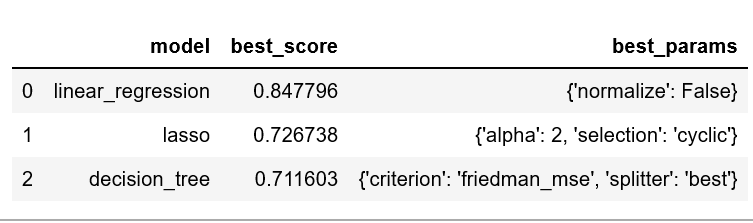 model best_score best_params
0 linear_regression 0.847796 {'normalize': False}
1 lasso 0.726738 {'alpha': 2, 'selection': 'cyclic'}
2 decision_tree 0.711603 {'criterion': 'friedman_mse', 'splitter': 'best'}